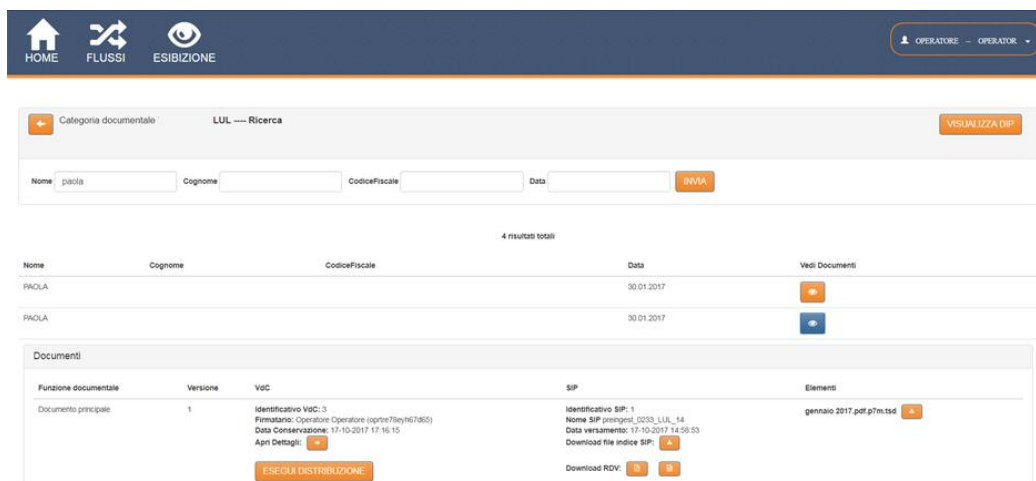 HOME FLUSSI ESIBIZIONE
OPERATORE – OPERATOR
Categoria documentale LUL ---- Ricerca
VISUALIZZA DIP
Nome paola Cognome CodiceFiscale Data INVIA
4 risultati totali
Nome Cognome CodiceFiscale Data Vedi Documenti
PAOLA 30.01.2017
PAOLA 30.01.2017
Documenti
Funzione documentale Versione VdC SIP Elementi
Documento principale 1
Identificativo VdC: 3
Firmatario: Operatore Operatore (oprtre78eyh67d65)
Data Conservazione: 17-10-2017 17:16:15
Apri Dettagli:
ESEGUI DISTRIBUZIONE
Identificativo SIP: 1
Nome SIP preingest_0233_LUL_14
Data versamento: 17-10-2017 14:56:53
Download file indice SIP:
Download RDV:
gennaio 2017.pdf.p7m.tsd